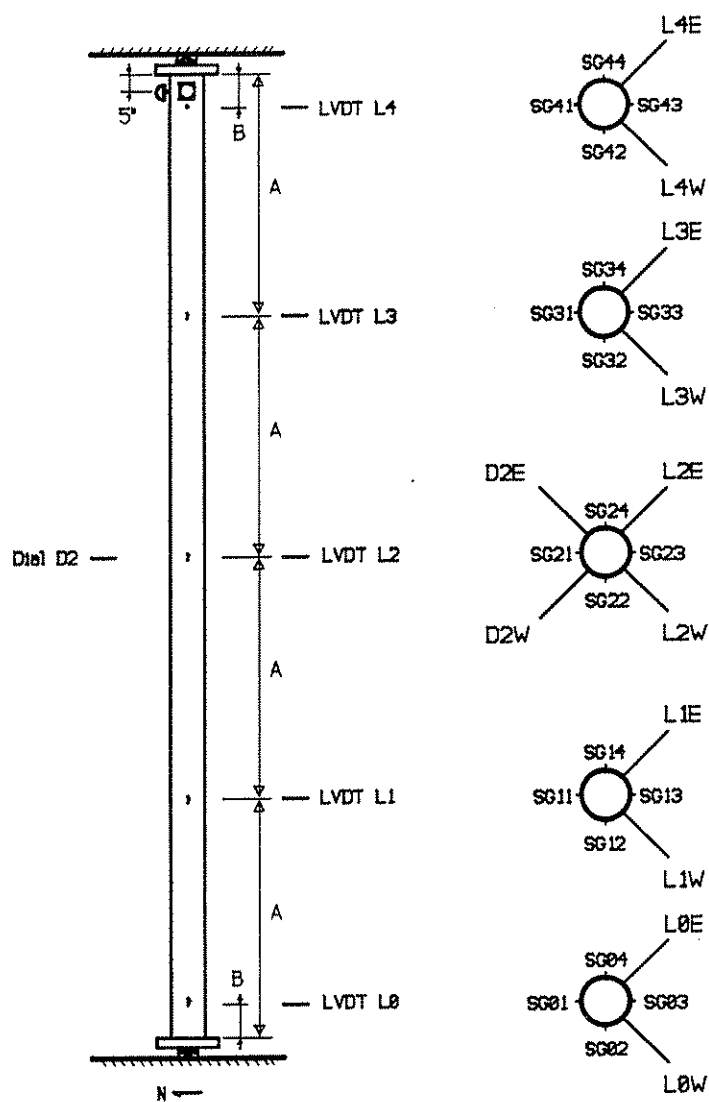 L4E
SG44
SG41 SG43
SG42
L4W
5"
B
LVDT L4
A
L3E
SG34
LVDT L3
SG31 SG33
SG32
L3W
A
D2E L2E
SG24
Dial D2
LVDT L2
SG21 SG23
SG22
D2W L2W
A
L1E
SG14
LVDT L1
SG11 SG13
SG12
L1W
A
L0E
SG04
B
LVDT L0
SG01 SG03
SG02
L0W
N